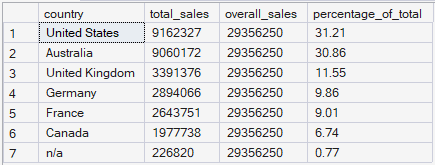 country total_sales overall_sales percentage_of_total
1 United States 9162327 29356250 31.21
2 Australia 9060172 29356250 30.86
3 United Kingdom 3391376 29356250 11.55
4 Germany 2894066 29356250 9.86
5 France 2643751 29356250 9.01
6 Canada 1977738 29356250 6.74
7 n/a 226820 29356250 0.77